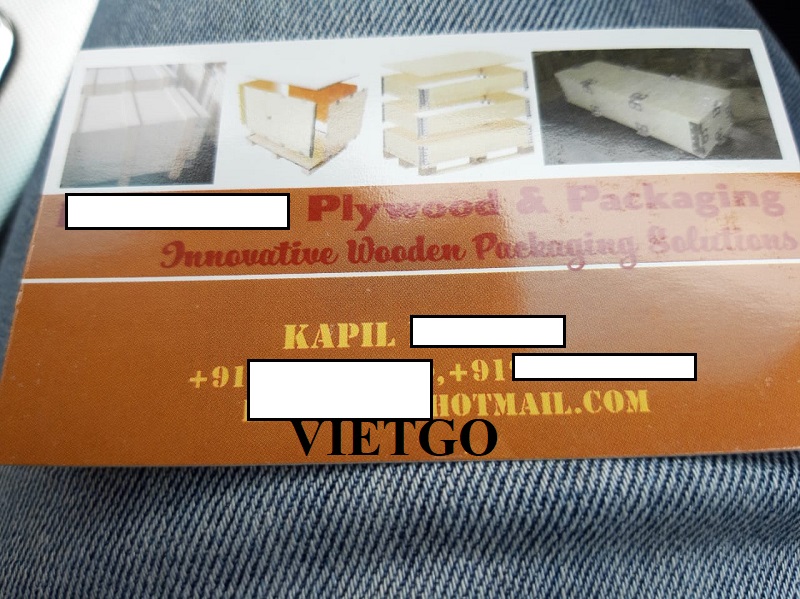 Plywood & Packaging
Innovative Wooden Packaging Solutions
KAPIL
+91 ,+91
HOTMAIL.COM
VIETGO